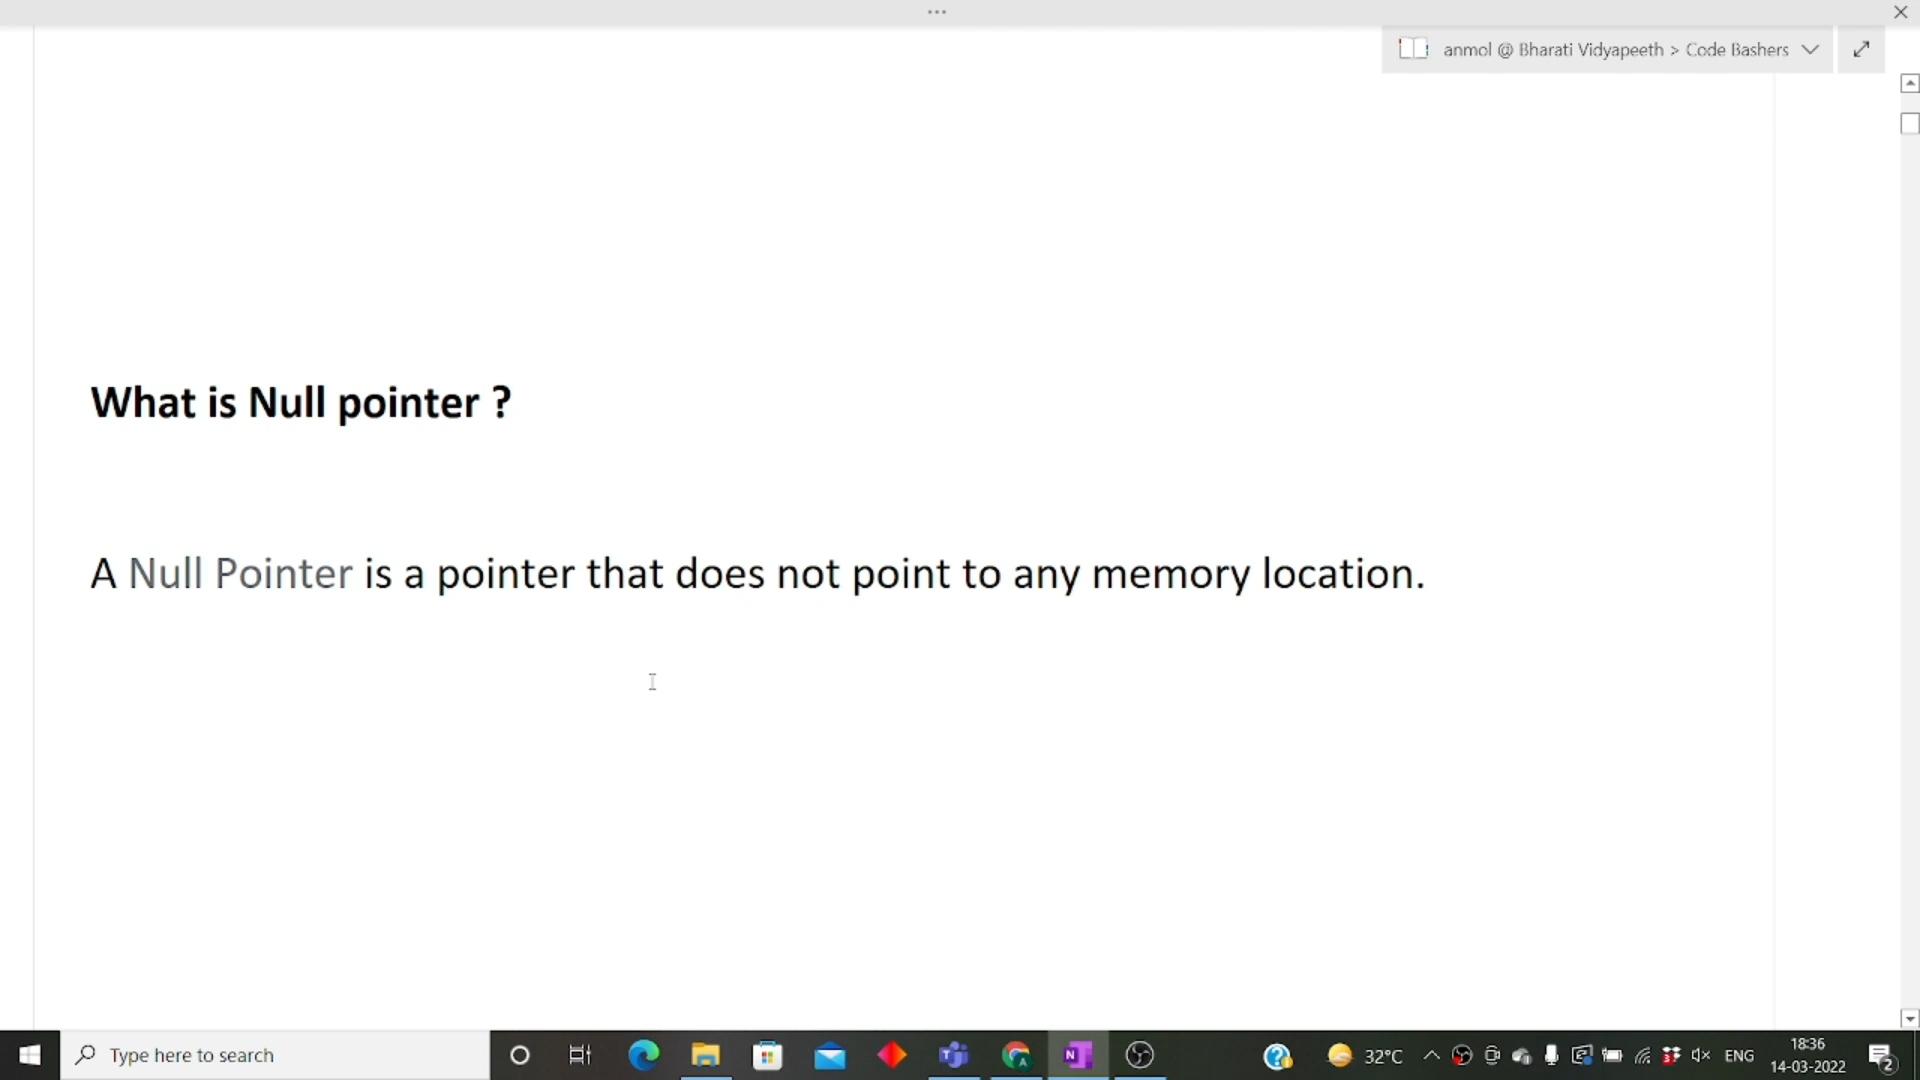 anmol @ Bharati Vidyapeeth > Code Bashers
What is Null pointer ?
A Null Pointer is a pointer that does not point to any memory location.
Type here to search
32°C
ENG
18:36
14-03-2022
2